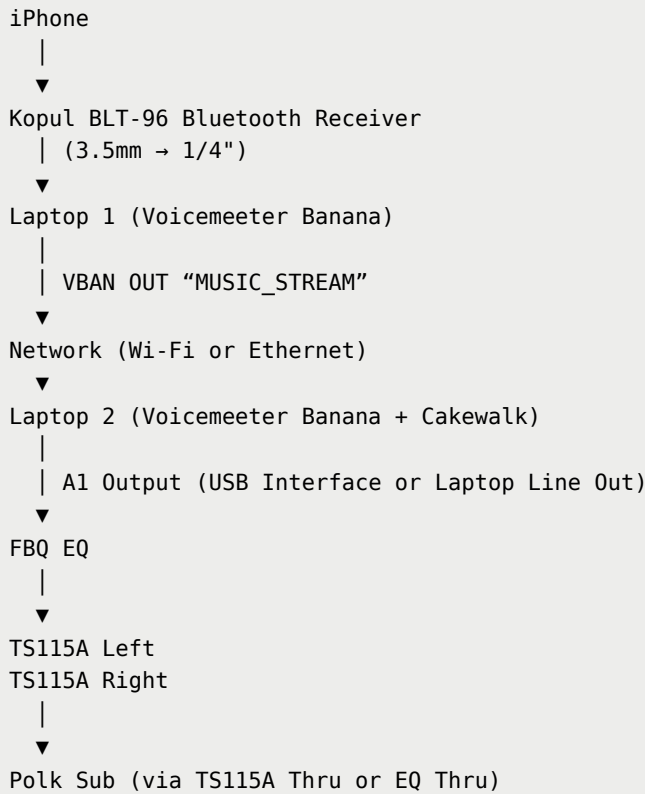 iPhone
│
▼
Kopul BLT-96 Bluetooth Receiver
│ (3.5mm → 1/4")
▼
Laptop 1 (Voicemeeter Banana)
│
│ VBAN OUT “MUSIC_STREAM”
▼
Network (Wi-Fi or Ethernet)
▼
Laptop 2 (Voicemeeter Banana + Cakewalk)
│
│ A1 Output (USB Interface or Laptop Line Out)
▼
FBQ EQ
│
▼
TS115A Left
TS115A Right
│
▼
Polk Sub (via TS115A Thru or EQ Thru)